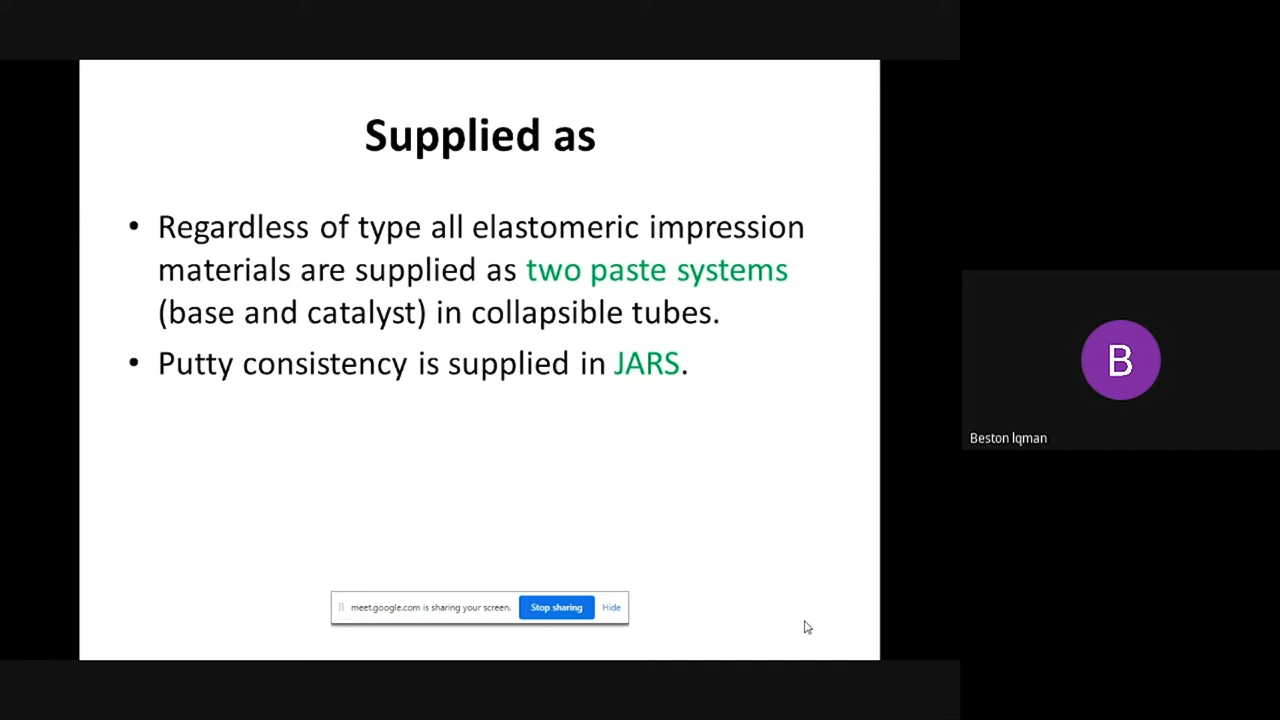 Supplied as
• Regardless of type all elastomeric impression
materials are supplied as two paste systems
(base and catalyst) in collapsible tubes.
• Putty consistency is supplied in JARS.
meet.google.com is sharing your screen. Stop sharing Hide
B
Beston lqman